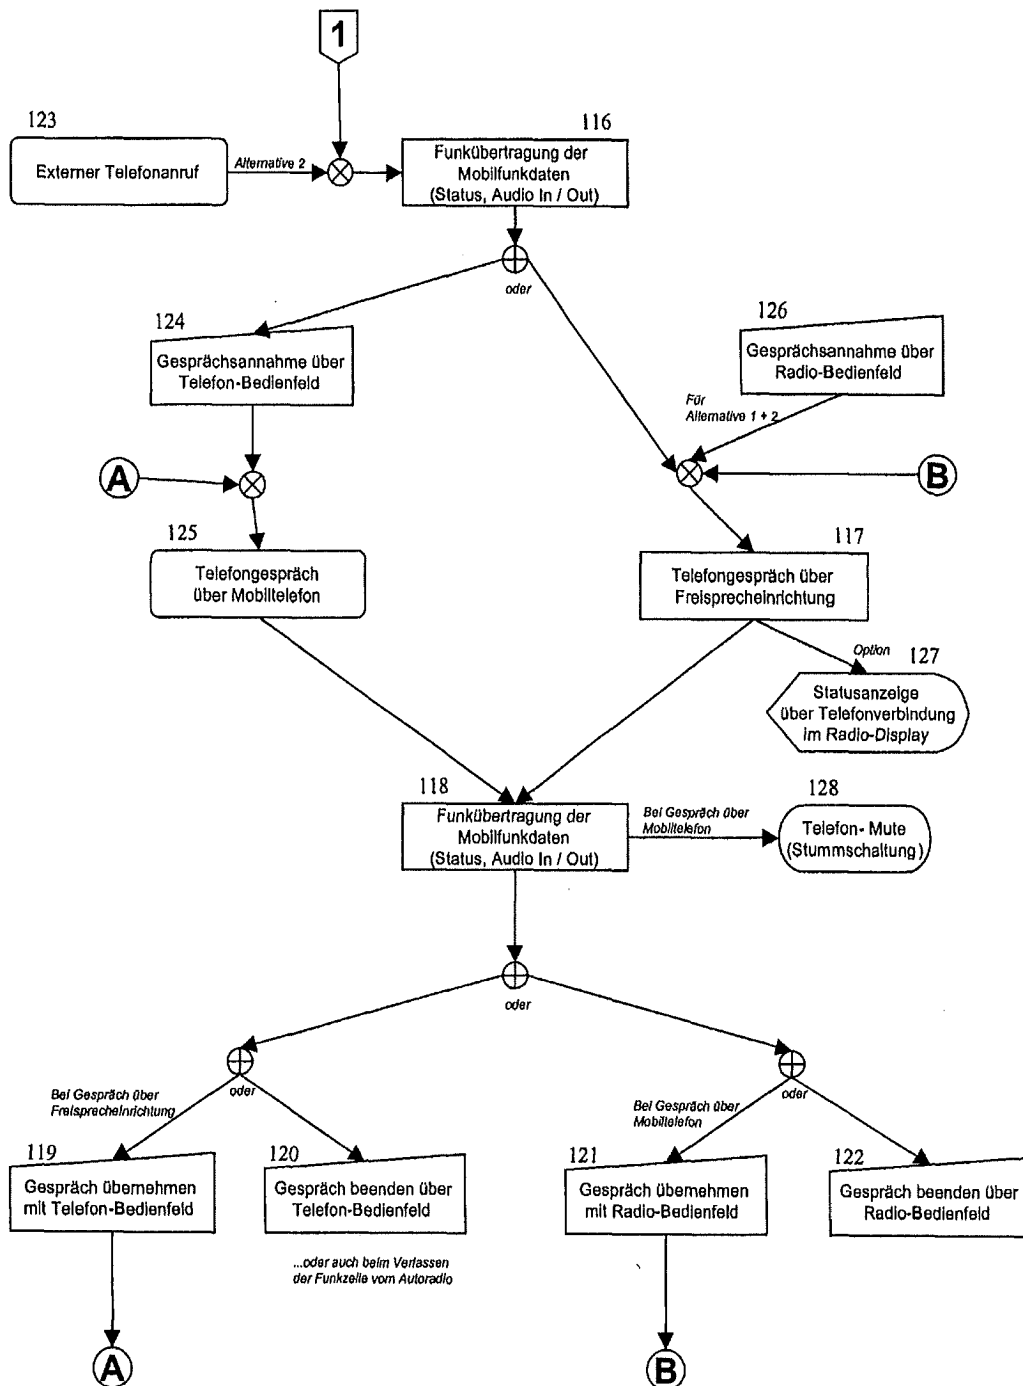 1
123
Externer Telefonanruf
Alternative 2
116
Funkübertragung der
Mobilfunkdaten
(Status, Audio In / Out)
oder
124
Gesprächsannahme über
Telefon-Bedienfeld
126
Gesprächsannahme über
Radio-Bedienfeld
Für
Alternative 1 + 2
A
B
125
Telefongespräch
über Mobiltelefon
117
Telefongespräch über
Freisprecheinrichtung
Option
127
Statusanzeige
über Telefonverbindung
im Radio-Display
118
Funkübertragung der
Mobilfunkdaten
(Status, Audio In / Out)
Bei Gespräch über
Mobiltelefon
128
Telefon- Mute
(Stummschaltung)
oder
oder
oder
Bei Gespräch über
Freisprecheinrichtung
Bei Gespräch über
Mobiltelefon
119
Gespräch übernehmen
mit Telefon-Bedienfeld
120
Gespräch beenden über
Telefon-Bedienfeld
...oder auch beim Verlassen
der Funkzelle vom Autoradio
121
Gespräch übernehmen
mit Radio-Bedienfeld
122
Gespräch beenden über
Radio-Bedienfeld
A
B